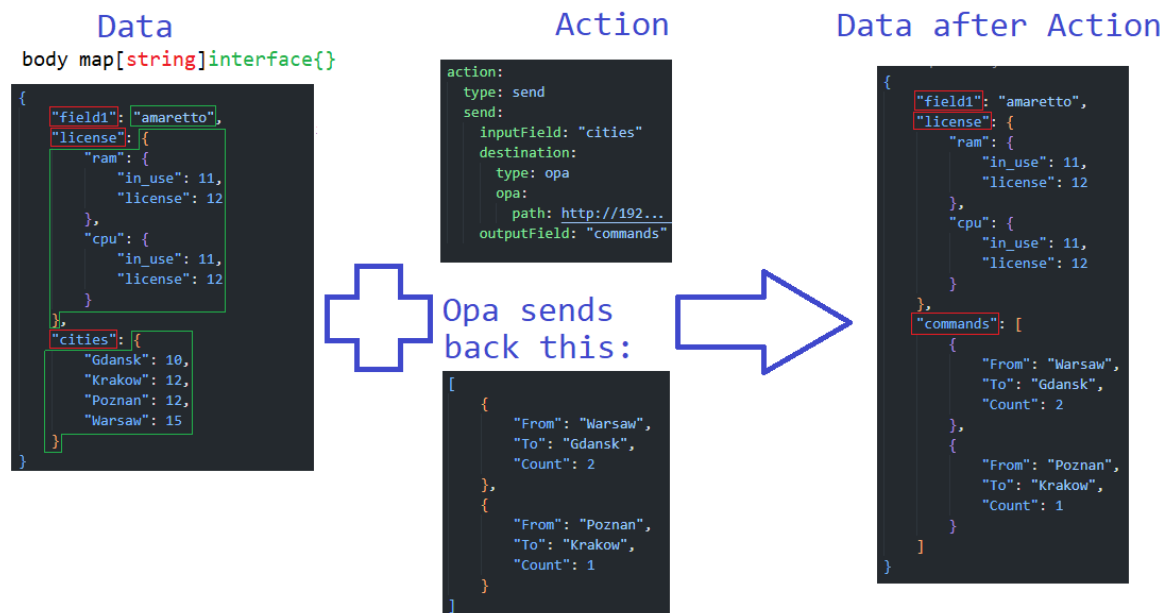 Data
body map[string]interface{}
{
"field1": "amaretto",
"license": {
"ram": {
"in_use": 11,
"license": 12
},
"cpu": {
"in_use": 11,
"license": 12
}
},
"cities": {
"Gdansk": 10,
"Krakow": 12,
"Poznan": 12,
"Warsaw": 15
}
}
Action
action:
type: send
send:
inputField: "cities"
destination:
type: opa
opa:
path: http://192...
outputField: "commands"
Opa sends
back this:
[
{
"From": "Warsaw",
"To": "Gdansk",
"Count": 2
},
{
"From": "Poznan",
"To": "Krakow",
"Count": 1
}
]
Data after Action
{
"field1": "amaretto",
"license": {
"ram": {
"in_use": 11,
"license": 12
},
"cpu": {
"in_use": 11,
"license": 12
}
},
"commands": [
{
"From": "Warsaw",
"To": "Gdansk",
"Count": 2
},
{
"From": "Poznan",
"To": "Krakow",
"Count": 1
}
]
}